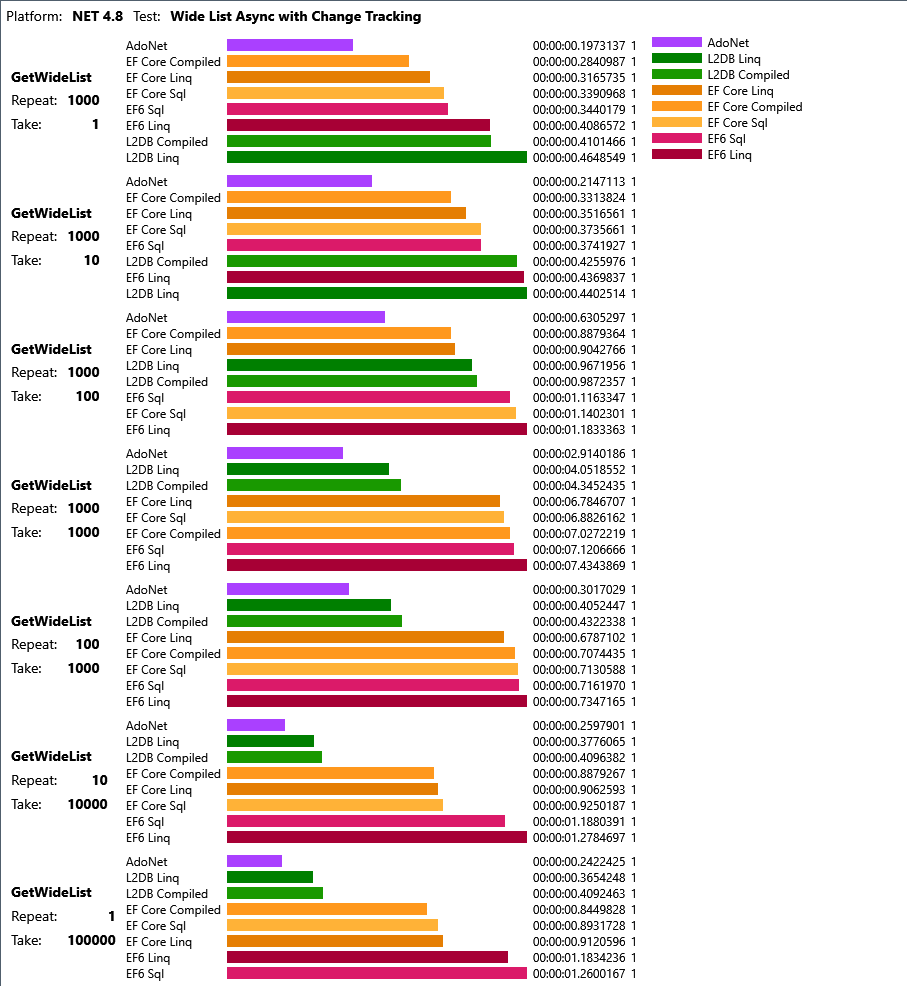 Platform: NET 4.8 Test: Wide List Async with Change Tracking
GetWideList
Repeat: 1000
Take: 1
AdoNet 00:00:00.1973137 1
EF Core Compiled 00:00:00.2840987 1
EF Core Linq 00:00:00.3165735 1
EF Core Sql 00:00:00.3390968 1
EF6 Sql 00:00:00.3440179 1
EF6 Linq 00:00:00.4086572 1
L2DB Compiled 00:00:00.4101466 1
L2DB Linq 00:00:00.4648549 1
AdoNet
L2DB Linq
L2DB Compiled
EF Core Linq
EF Core Compiled
EF Core Sql
EF6 Sql
EF6 Linq
GetWideList
Repeat: 1000
Take: 10
AdoNet 00:00:00.2147113 1
EF Core Compiled 00:00:00.3313824 1
EF Core Linq 00:00:00.3516561 1
EF Core Sql 00:00:00.3735661 1
EF6 Sql 00:00:00.3741927 1
L2DB Compiled 00:00:00.4255976 1
EF6 Linq 00:00:00.4369837 1
L2DB Linq 00:00:00.4402514 1
GetWideList
Repeat: 1000
Take: 100
AdoNet 00:00:00.6305297 1
EF Core Compiled 00:00:00.8879364 1
EF Core Linq 00:00:00.9042766 1
L2DB Linq 00:00:00.9671956 1
L2DB Compiled 00:00:00.9872357 1
EF6 Sql 00:00:01.1163347 1
EF Core Sql 00:00:01.1402301 1
EF6 Linq 00:00:01.1833363 1
GetWideList
Repeat: 1000
Take: 1000
AdoNet 00:00:02.9140186 1
L2DB Linq 00:00:04.0518552 1
L2DB Compiled 00:00:04.3452435 1
EF Core Linq 00:00:06.7846707 1
EF Core Sql 00:00:06.8826162 1
EF Core Compiled 00:00:07.0272219 1
EF6 Sql 00:00:07.1206666 1
EF6 Linq 00:00:07.4343869 1
GetWideList
Repeat: 100
Take: 1000
AdoNet 00:00:00.3017029 1
L2DB Linq 00:00:00.4052447 1
L2DB Compiled 00:00:00.4322338 1
EF Core Linq 00:00:00.6787102 1
EF Core Compiled 00:00:00.7074435 1
EF Core Sql 00:00:00.7130588 1
EF6 Sql 00:00:00.7161970 1
EF6 Linq 00:00:00.7347165 1
GetWideList
Repeat: 10
Take: 10000
AdoNet 00:00:00.2597901 1
L2DB Linq 00:00:00.3776065 1
L2DB Compiled 00:00:00.4096382 1
EF Core Compiled 00:00:00.8879267 1
EF Core Linq 00:00:00.9062593 1
EF Core Sql 00:00:00.9250187 1
EF6 Sql 00:00:01.1880391 1
EF6 Linq 00:00:01.2784697 1
GetWideList
Repeat: 1
Take: 100000
AdoNet 00:00:00.2422425 1
L2DB Linq 00:00:00.3654248 1
L2DB Compiled 00:00:00.4092463 1
EF Core Compiled 00:00:00.8449828 1
EF Core Sql 00:00:00.8931728 1
EF Core Linq 00:00:00.9120596 1
EF6 Linq 00:00:01.1834236 1
EF6 Sql 00:00:01.2600167 1